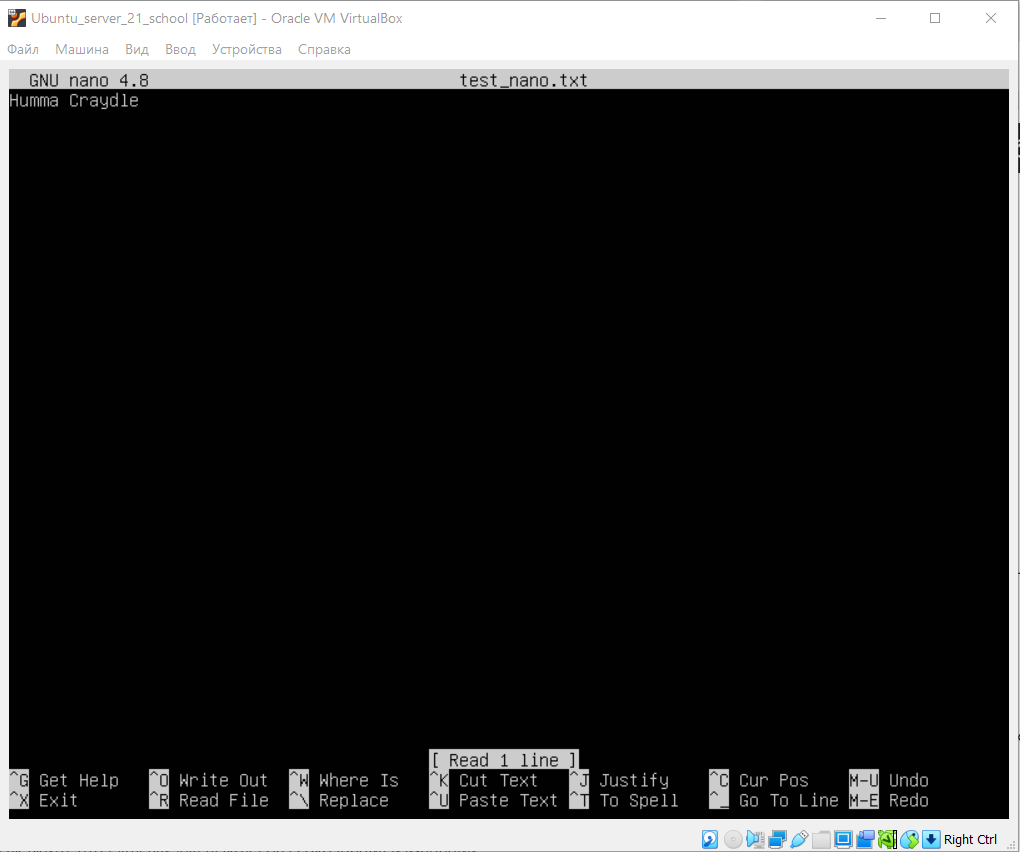 Ubuntu_server_21_school [Работает] - Oracle VM VirtualBox
Файл Машина Вид Ввод Устройства Справка
GNU nano 4.8 test_nano.txt
Humma Craydle
[ Read 1 line ]
^G Get Help ^O Write Out ^W Where Is ^K Cut Text ^J Justify ^C Cur Pos M-U Undo
^X Exit ^R Read File ^\ Replace ^U Paste Text ^T To Spell ^_ Go To Line M-E Redo
Right Ctrl